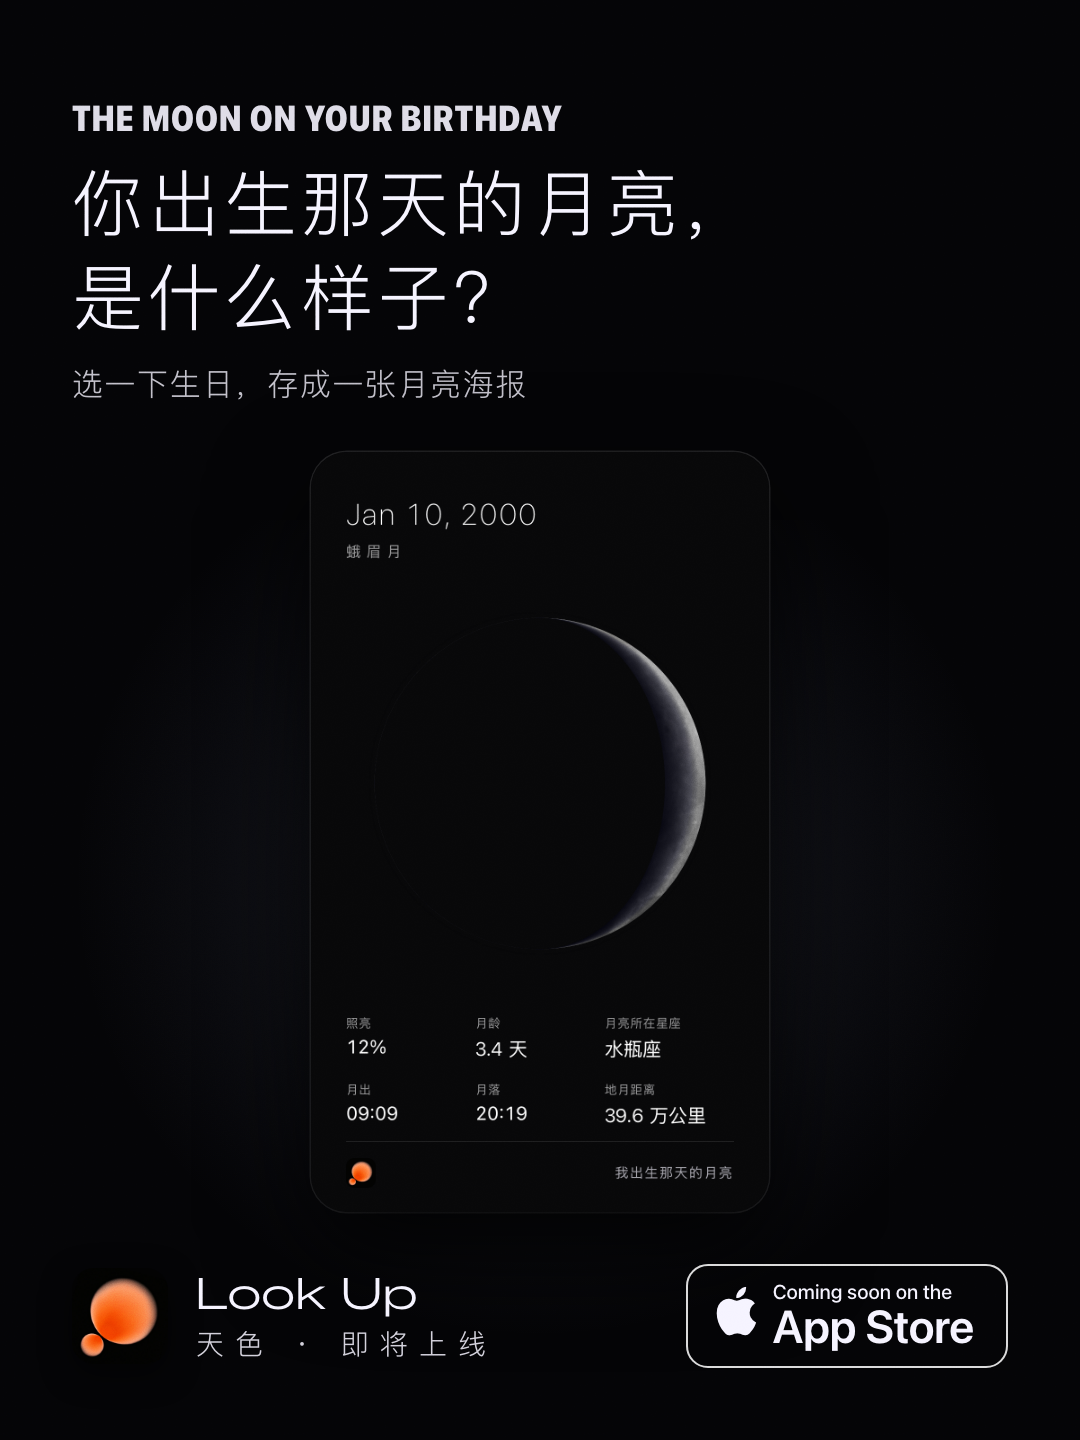 THE MOON ON YOUR BIRTHDAY
你出生那天的月亮，
是什么样子？
选一下生日，存成一张月亮海报
Jan 10, 2000
蛾眉月
照亮 月龄 月亮所在星座
12% 3.4 天 水瓶座
月出 月落 地月距离
09:09 20:19 39.6 万公里
我出生那天的月亮
Look Up
天色 · 即将上线
Coming soon on the
App Store